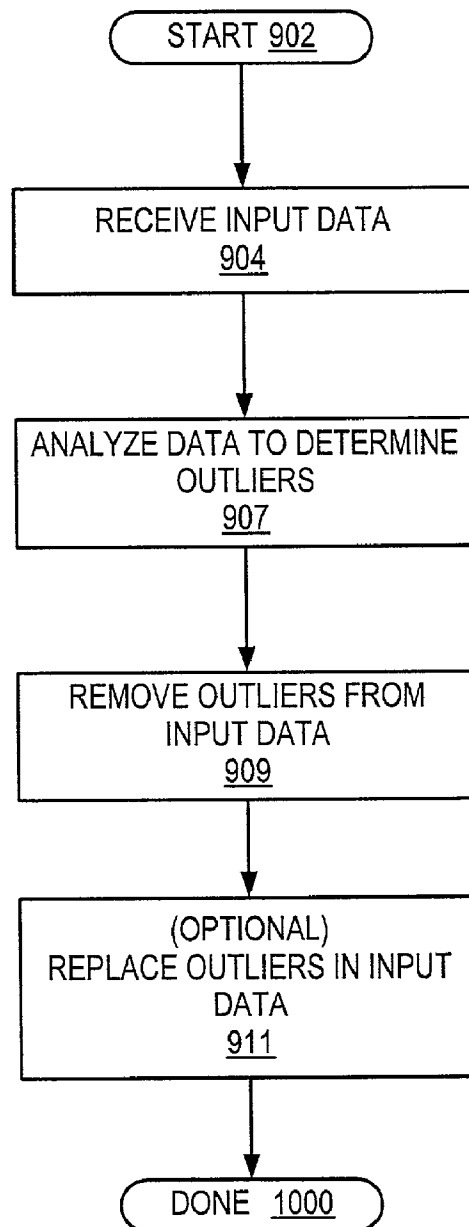 START 902
RECEIVE INPUT DATA
904
ANALYZE DATA TO DETERMINE
OUTLIERS
907
REMOVE OUTLIERS FROM
INPUT DATA
909
(OPTIONAL)
REPLACE OUTLIERS IN INPUT
DATA
911
DONE 1000